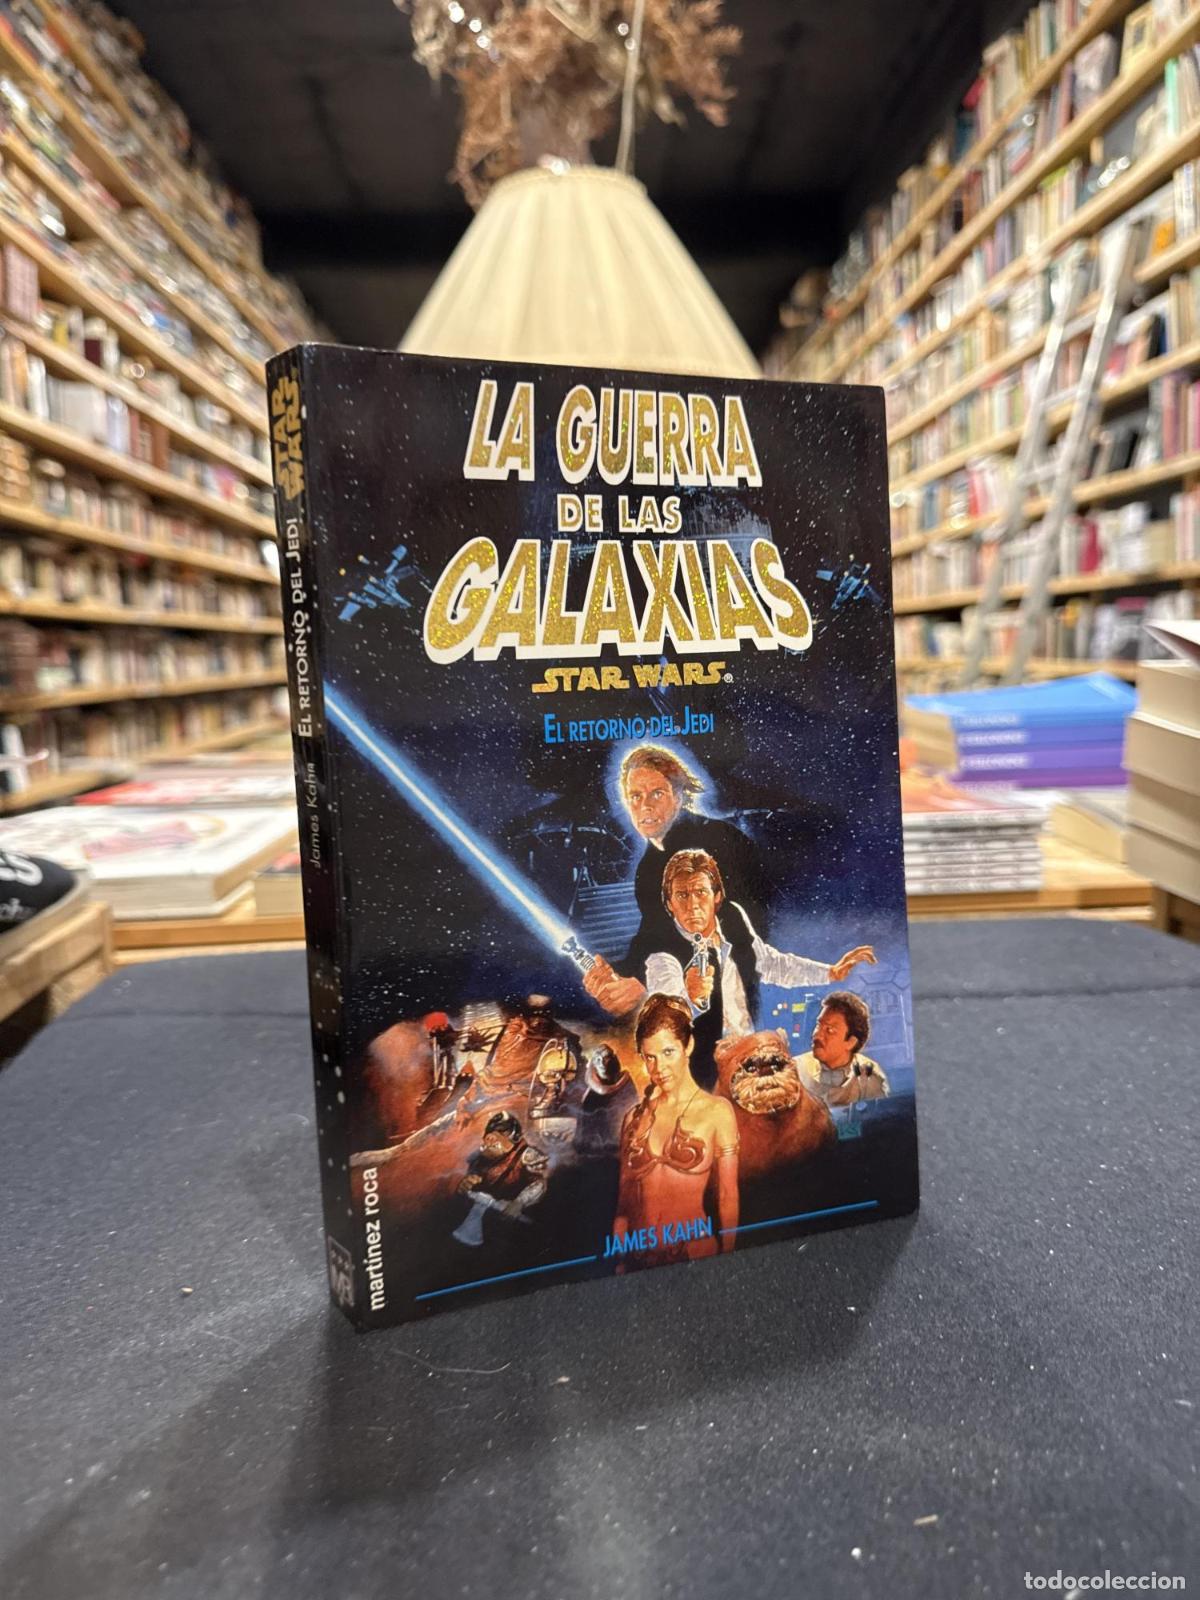 LA GUERRA
DE LAS
GALAXIAS
STAR WARS®
EL RETORNO DEL JEDI
JAMES KAHN
martínez roca
STAR WARS
EL RETORNO DEL JEDI
James Kahn
todocoleccion